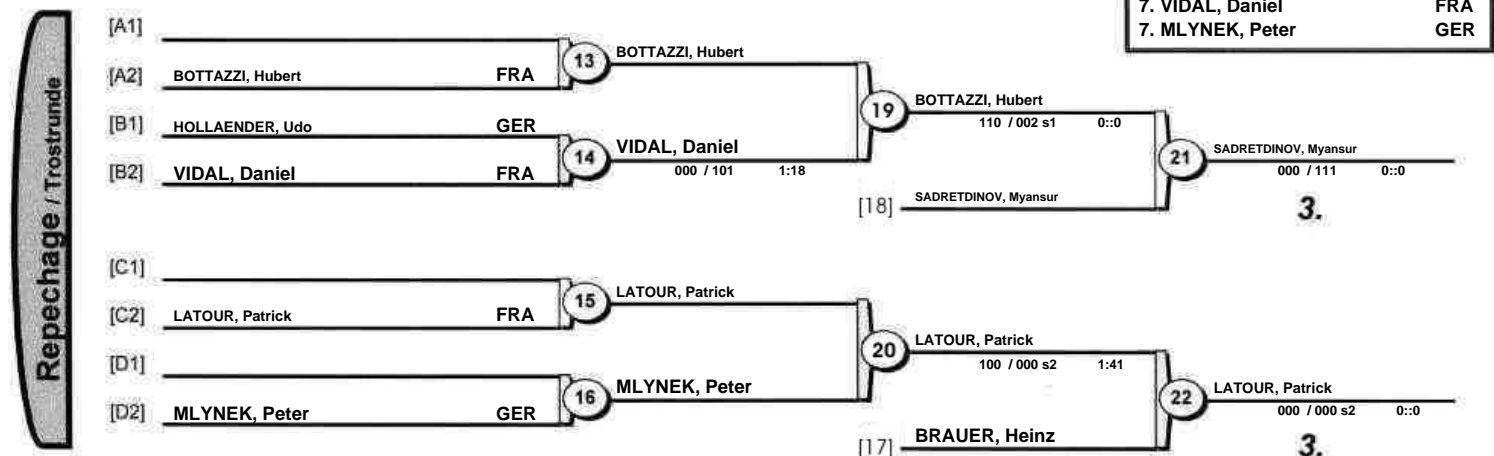 7. VIDAL, Daniel FRA
7. MLYNEK, Peter GER
Repechage / Trostrunde
[A1]
[A2] BOTTAZZI, Hubert FRA
13 BOTTAZZI, Hubert
[B1] HOLLAENDER, Udo GER
[B2] VIDAL, Daniel FRA
14 VIDAL, Daniel
000 / 101 1:18
19 BOTTAZZI, Hubert
110 / 002 s1 0::0
[18] SADRETDINOV, Myansur
21 SADRETDINOV, Myansur
000 / 111 0::0
3.
[C1]
[C2] LATOUR, Patrick FRA
15 LATOUR, Patrick
[D1]
[D2] MLYNEK, Peter GER
16 MLYNEK, Peter
20 LATOUR, Patrick
100 / 000 s2 1:41
[17] BRAUER, Heinz
22 LATOUR, Patrick
000 / 000 s2 0::0
3.